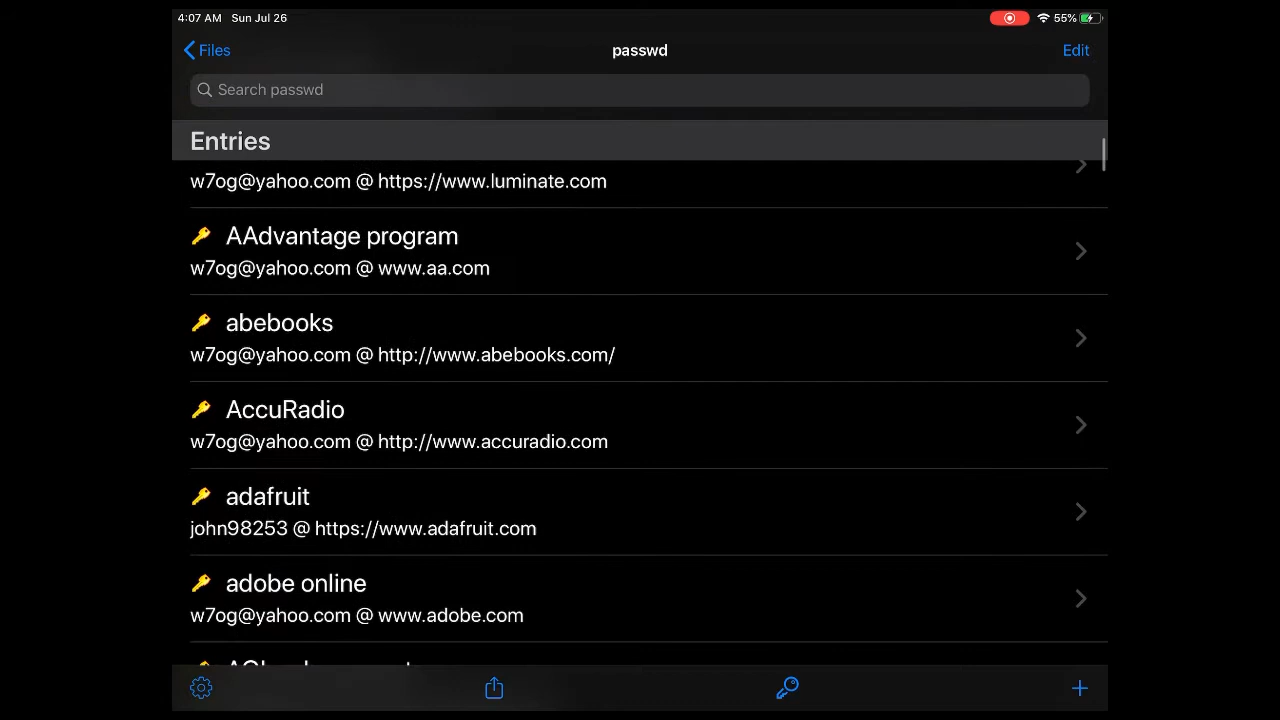 4:07 AM Sun Jul 26
55%
Files
passwd
Edit
Search passwd
Entries
w7og@yahoo.com @ https://www.luminate.com
AAdvantage program
w7og@yahoo.com @ www.aa.com
abebooks
w7og@yahoo.com @ http://www.abebooks.com/
AccuRadio
w7og@yahoo.com @ http://www.accuradio.com
adafruit
john98253 @ https://www.adafruit.com
adobe online
w7og@yahoo.com @ www.adobe.com